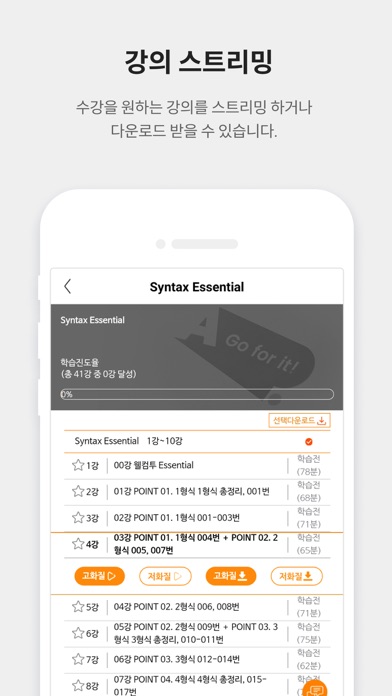 강의 스트리밍
수강을 원하는 강의를 스트리밍 하거나
다운로드 받을 수 있습니다.
Syntax Essential
Syntax Essential
A Go for it!
학습진도율
(총 41강 중 0강 달성)
0%
선택다운로드
Syntax Essential 1강~10강
1강 00강 웰컴투 Essential 학습전
(78분)
2강 01강 POINT 01. 1형식 1형식 총정리, 001번 학습전
(68분)
3강 02강 POINT 01. 1형식 001-003번 학습전
(71분)
4강 03강 POINT 01. 1형식 004번 + POINT 02. 2
형식 005, 007번 학습전
(65분)
고화질 저화질 고화질 저화질
5강 04강 POINT 02. 2형식 006, 008번 학습전
(71분)
6강 05강 POINT 02. 2형식 009번 + POINT 03. 3
형식 3형식 총정리, 010-011번 학습전
(75분)
7강 06강 POINT 03. 3형식 012-014번 학습전
(62분)
8강 07강 POINT 04. 4형식 4형식 총정리, 015-
017번 학습전